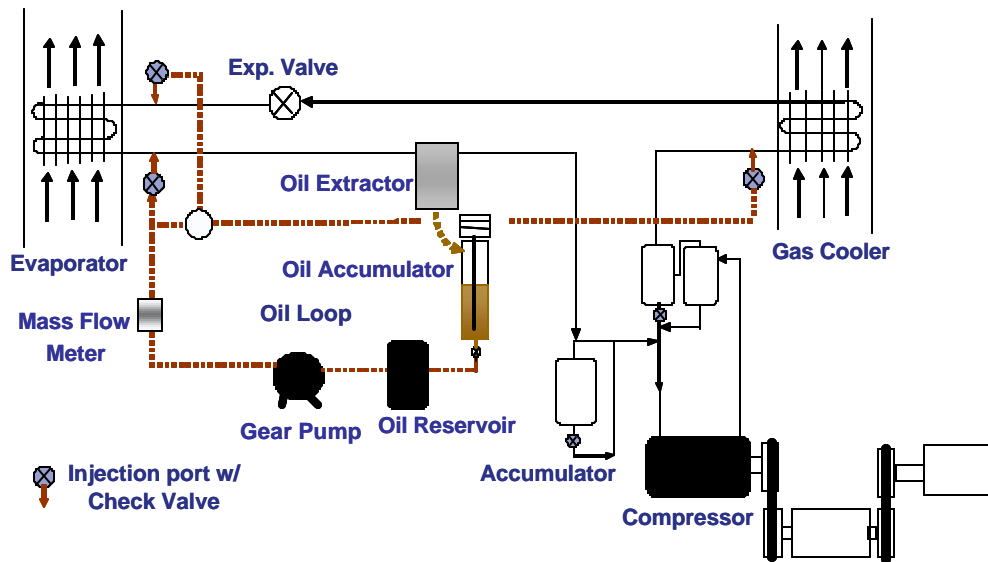 Exp. Valve
Oil Extractor
Evaporator
Oil Accumulator
Gas Cooler
Mass Flow
Meter
Oil Loop
Gear Pump
Oil Reservoir
Accumulator
Injection port w/
Check Valve
Compressor